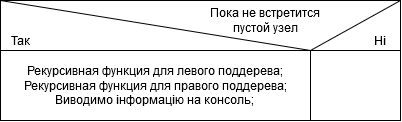 Пока не встретится
пустой узел
Так
Ні
Рекурсивная функция для левого поддерева;
Рекурсивная функция для правого поддерева;
Виводимо інформацію на консоль;